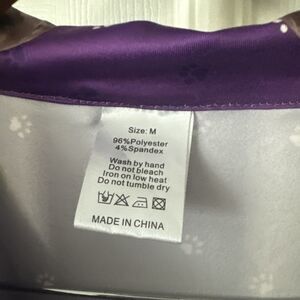 Size: M
96%Polyester
4%Spandex
Wash by hand
Do not bleach
Iron on low heat
Do not tumble dry
MADE IN CHINA